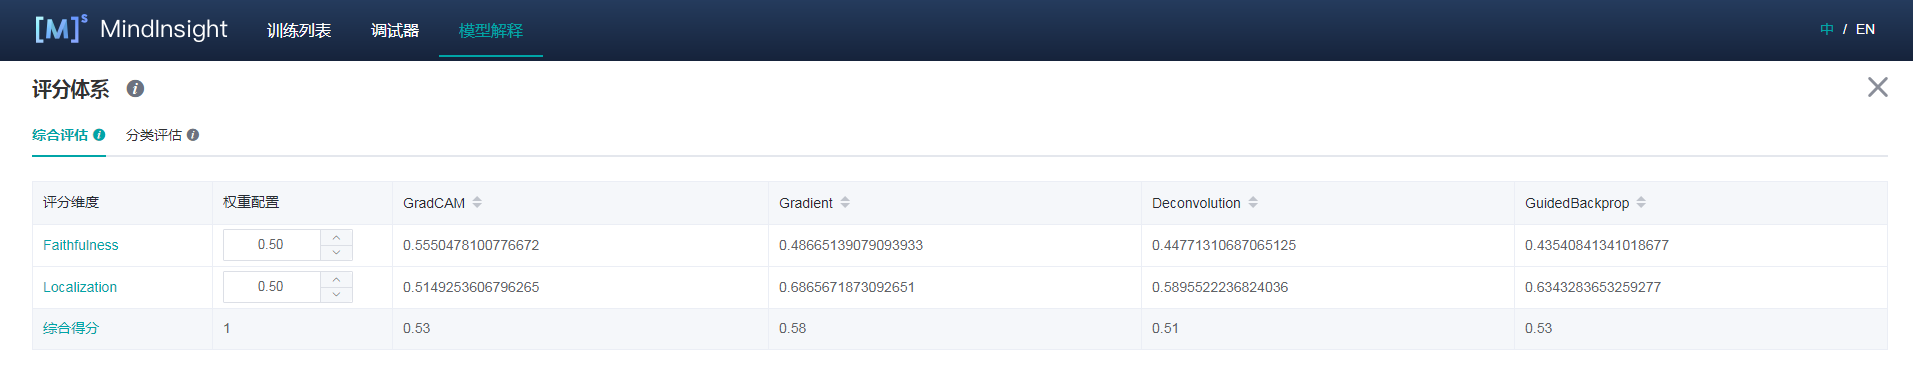 [M]s MindInsight 训练列表 调试器 模型解释 中 / EN
评分体系
综合评估 分类评估
评分维度 权重配置 GradCAM Gradient Deconvolution GuidedBackprop
Faithfulness 0.50 0.5550478100776672 0.48665139079093933 0.44771310687065125 0.43540841341018677
Localization 0.50 0.5149253606796265 0.6865671873092651 0.5895522236824036 0.6343283653259277
综合得分 1 0.53 0.58 0.51 0.53